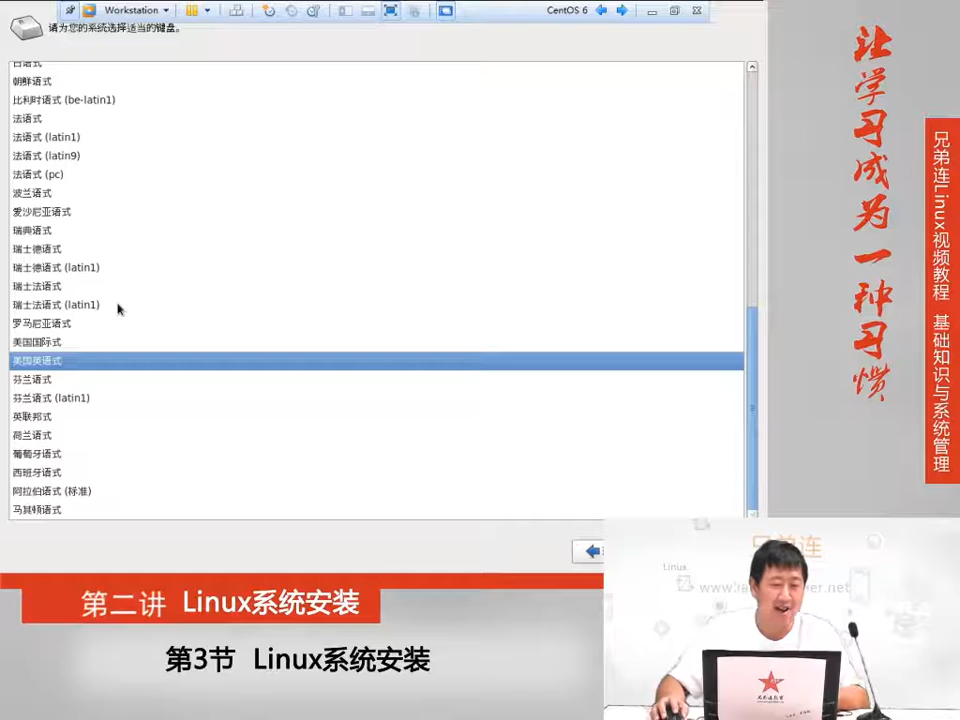 Workstation
CentOS 6
请为您的系统选择适当的键盘。
日语式
朝鲜语式
比利时语式 (be-latin1)
法语式
法语式 (latin1)
法语式 (latin9)
法语式 (pc)
波兰语式
爱沙尼亚语式
瑞典语式
瑞士德语式
瑞士德语式 (latin1)
瑞士法语式
瑞士法语式 (latin1)
罗马尼亚语式
美国国际式
美国英语式
芬兰语式
芬兰语式 (latin1)
英联邦式
荷兰语式
葡萄牙语式
西班牙语式
阿拉伯语式 (标准)
马其顿语式
让学习成为一种习惯
兄弟连Linux视频教程 基础知识与系统管理
第二讲 Linux系统安装
第3节 Linux系统安装
Linux